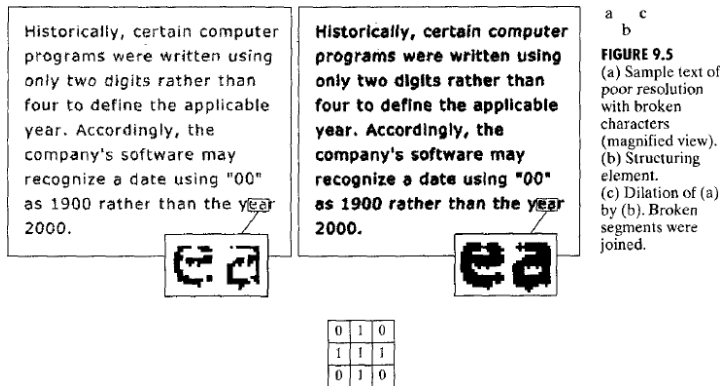 Historically, certain computer
programs were written using
only two digits rather than
four to define the applicable
year. Accordingly, the
company's software may
recognize a date using "00"
as 1900 rather than the year
2000.
e a
Historically, certain computer
programs were written using
only two digits rather than
four to define the applicable
year. Accordingly, the
company's software may
recognize a date using "00"
as 1900 rather than the year
2000.
e a
a c
b
FIGURE 9.5
(a) Sample text of
poor resolution
with broken
characters
(magnified view).
(b) Structuring
element.
(c) Dilation of (a)
by (b). Broken
segments were
joined.
0 1 0
1 1 1
0 1 0